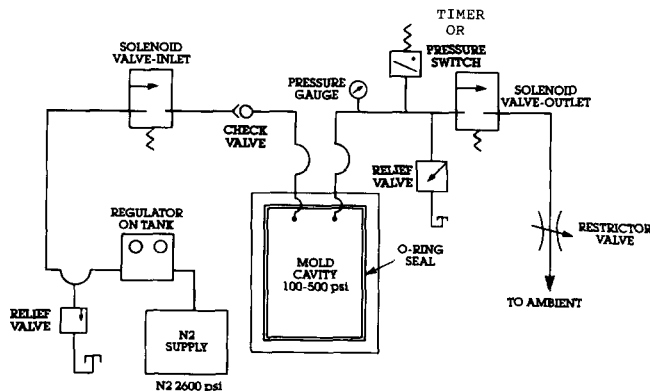 TIMER
OR
PRESSURE
SWITCH
SOLENOID
VALVE-INLET
PRESSURE
GAUGE
SOLENOID
VALVE-OUTLET
CHECK
VALVE
RELIEF
VALVE
REGULATOR
ON TANK
O-RING
SEAL
RESTRICTOR
VALVE
MOLD
CAVITY
100-500 psi
TO AMBIENT
RELIEF
VALVE
N2
SUPPLY
N2 2600 psi